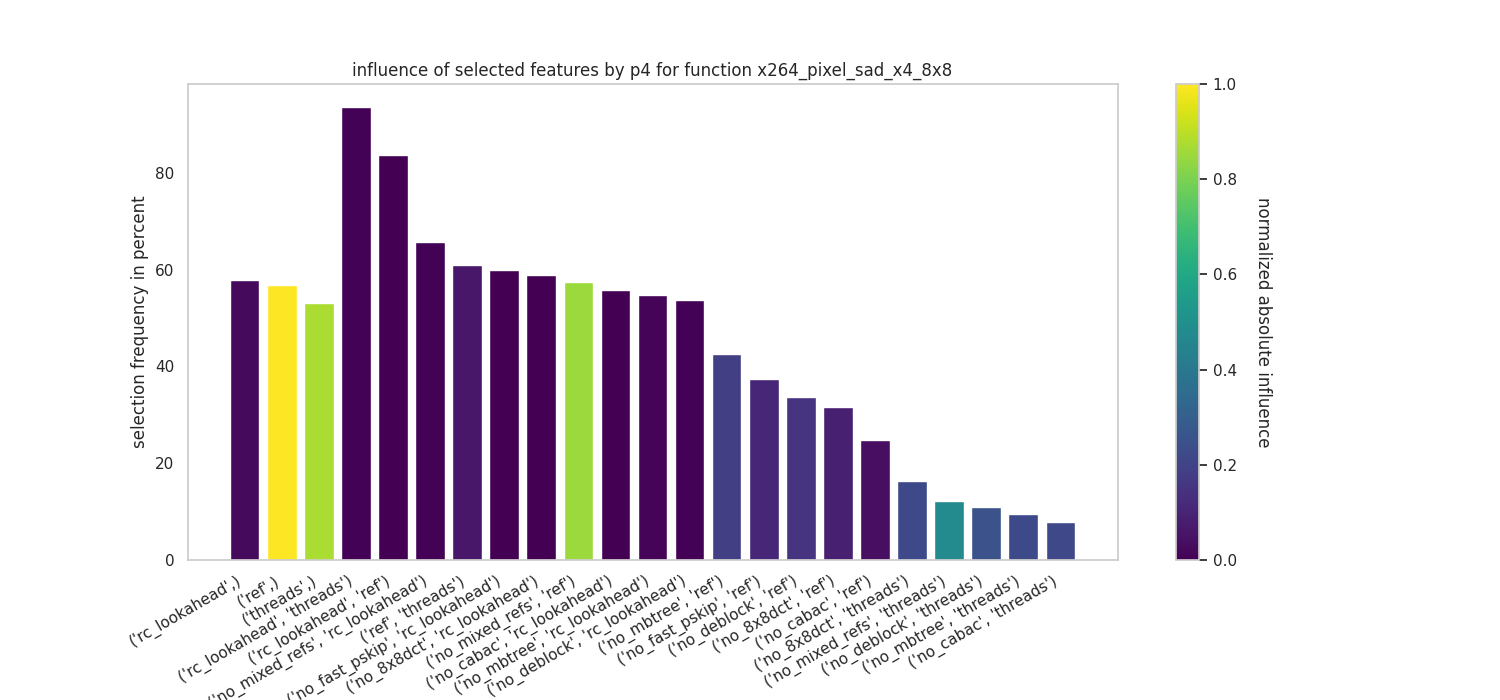 influence of selected features by p4 for function x264_pixel_sad_x4_8x8
selection frequency in percent
80
60
40
20
0
('rc_lookahead',)
('ref',)
('threads',)
('rc_lookahead', 'threads')
('rc_lookahead', 'ref')
('no_mixed_refs', 'rc_lookahead')
('ref', 'threads')
('no_fast_pskip', 'rc_lookahead')
('no_8x8dct', 'rc_lookahead')
('no_mixed_refs', 'ref')
('no_cabac', 'rc_lookahead')
('no_mbtree', 'rc_lookahead')
('no_deblock', 'rc_lookahead')
('no_mbtree', 'ref')
('no_fast_pskip', 'ref')
('no_deblock', 'ref')
('no_8x8dct', 'ref')
('no_cabac', 'ref')
('no_8x8dct', 'threads')
('no_mixed_refs', 'threads')
('no_deblock', 'threads')
('no_mbtree', 'threads')
('no_cabac', 'threads')
1.0
0.8
0.6
0.4
0.2
0.0
normalized absolute influence